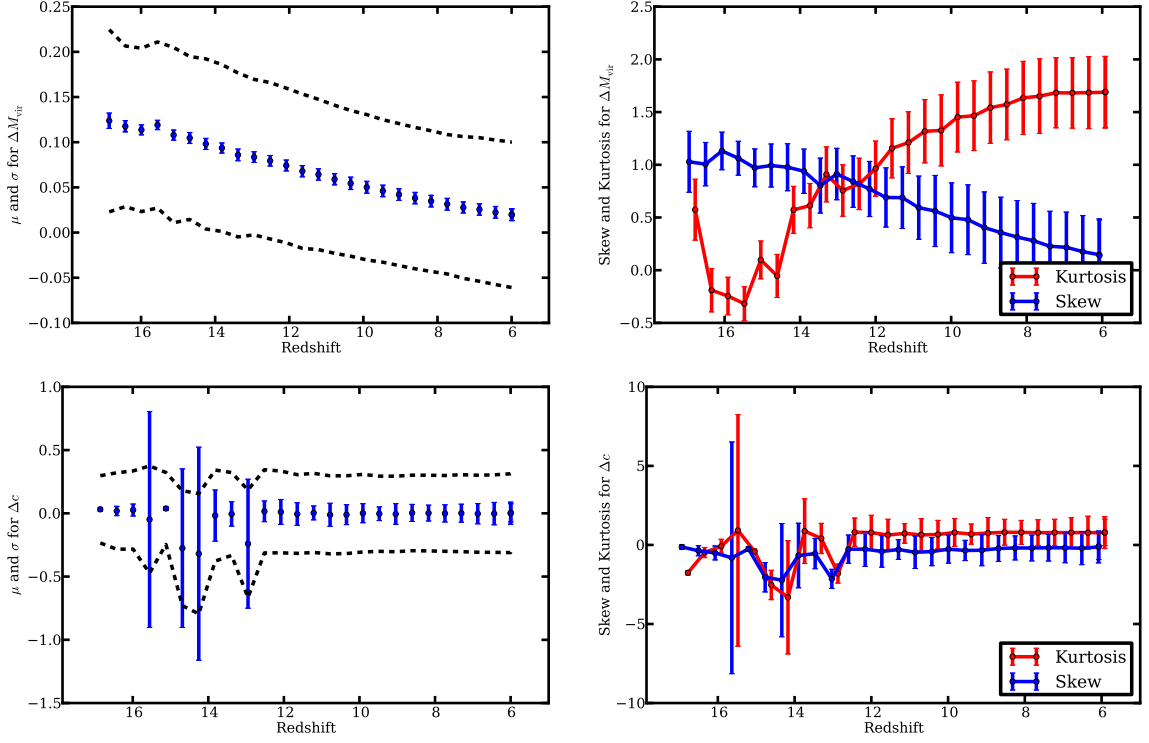 0.25
0.20
0.15
0.10
0.05
0.00
−0.05
−0.10
μ and σ for ΔM_vir
16 14 12 10 8 6
Redshift
2.5
2.0
1.5
1.0
0.5
0.0
−0.5
Skew and Kurtosis for ΔM_vir
Kurtosis
Skew
16 14 12 10 8 6
Redshift
1.0
0.5
0.0
−0.5
−1.0
−1.5
μ and σ for Δc
16 14 12 10 8 6
Redshift
10
5
0
−5
−10
Skew and Kurtosis for Δc
Kurtosis
Skew
16 14 12 10 8 6
Redshift